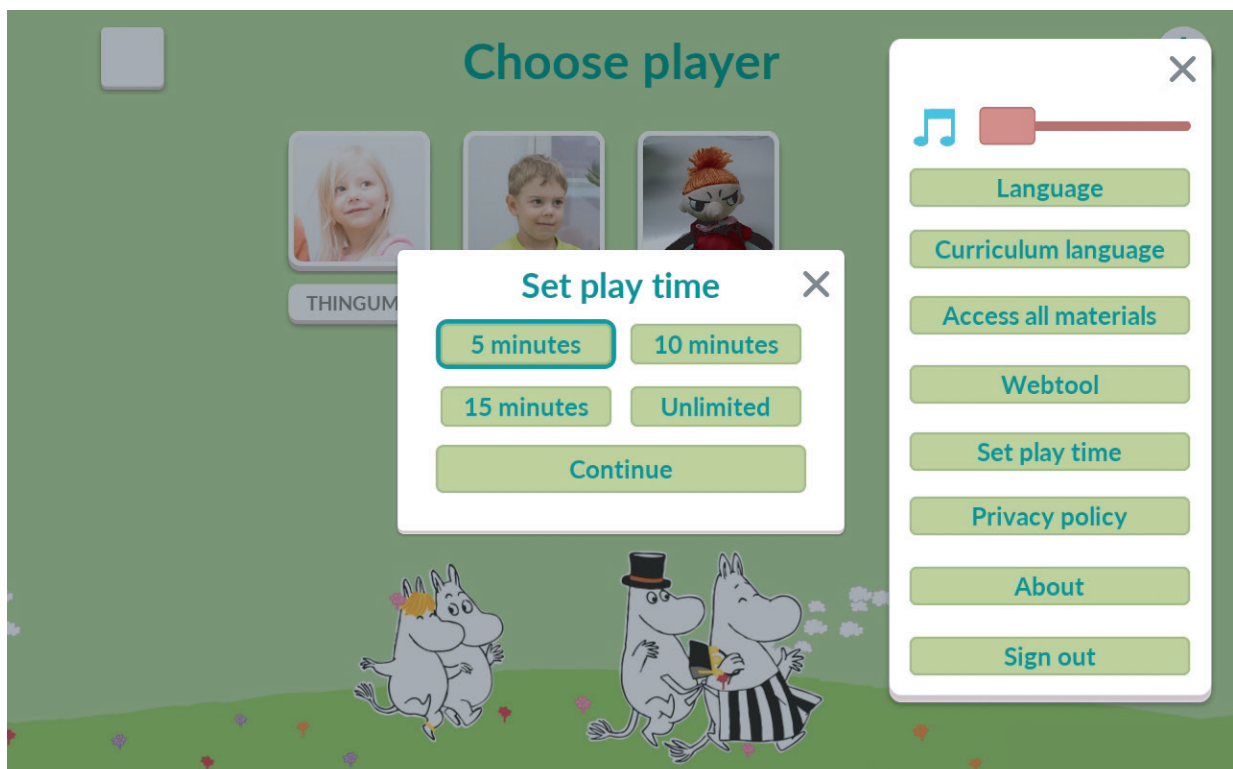 Choose player
THINGUM
Set play time
5 minutes
10 minutes
15 minutes
Unlimited
Continue
Language
Curriculum language
Access all materials
Webtool
Set play time
Privacy policy
About
Sign out